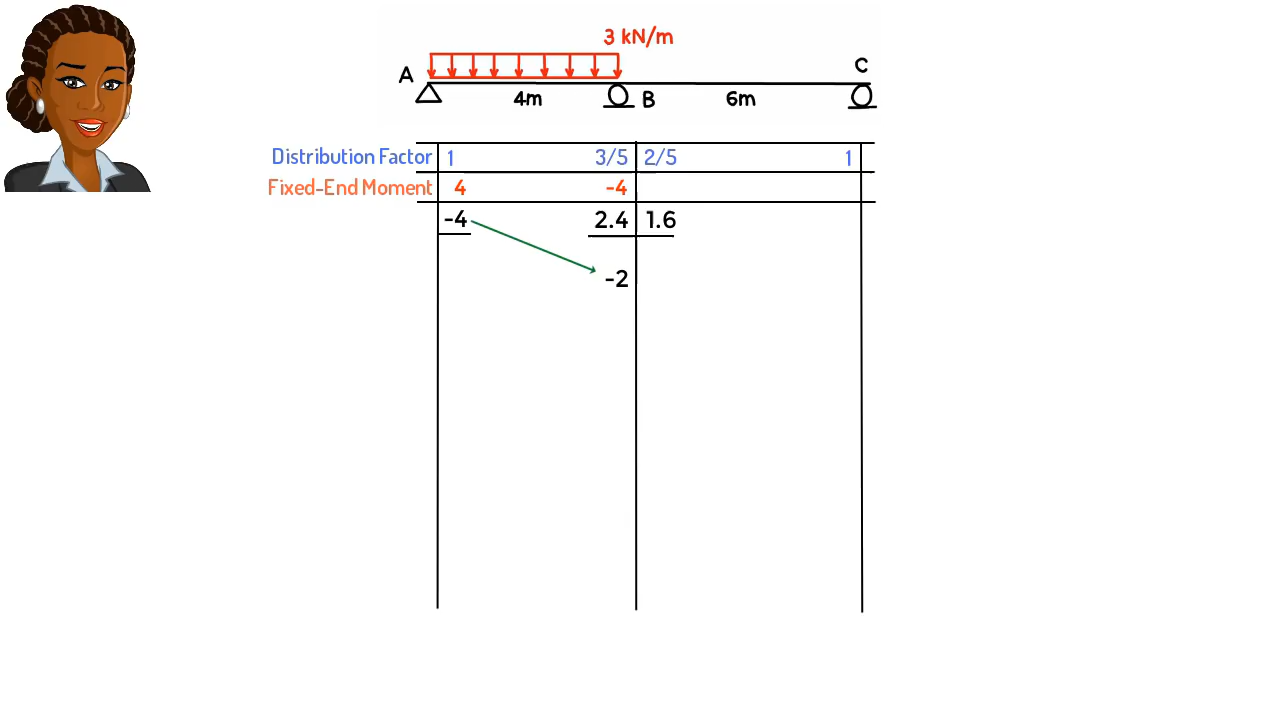 3 kN/m
A
C
4m
B
6m
Distribution Factor 1 3/5 2/5 1
Fixed-End Moment 4 -4
-4 2.4 1.6
-2